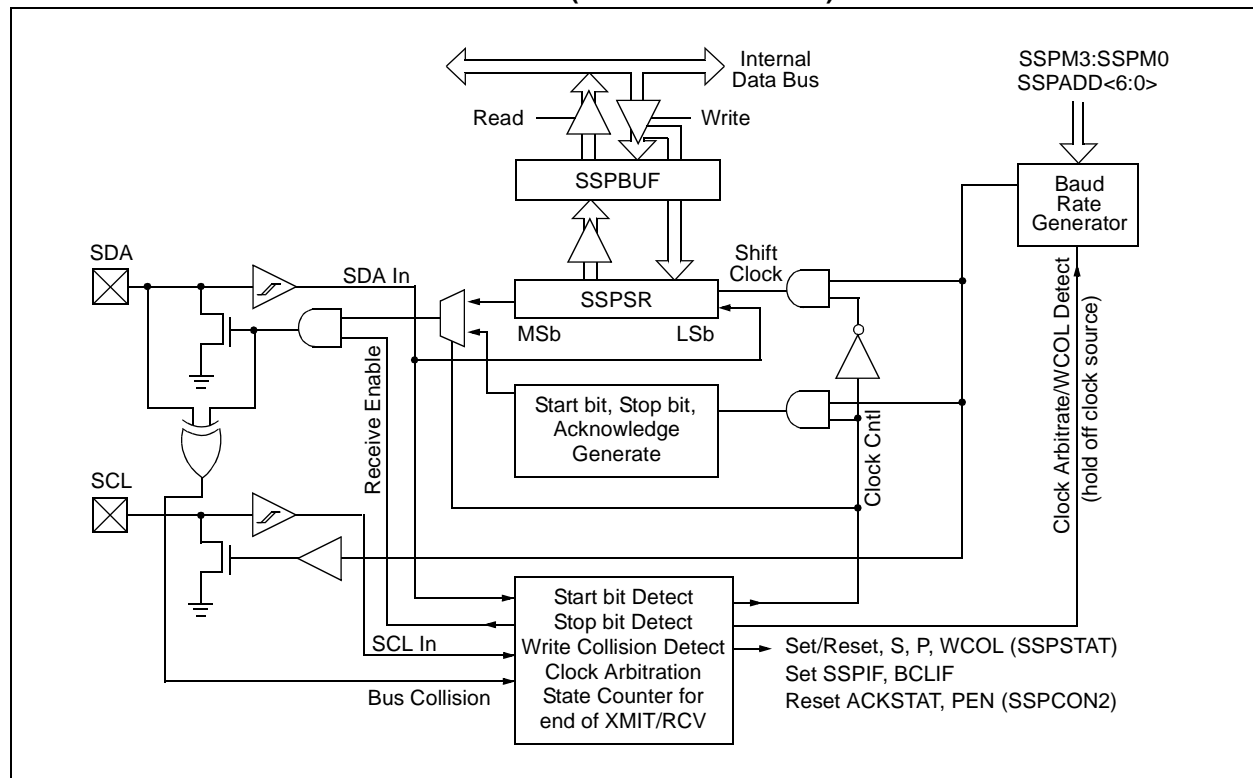 Internal
Data Bus
SSPM3:SSPM0
SSPADD<6:0>
Read
Write
SSPBUF
Baud
Rate
Generator
SDA
SDA In
Shift
Clock
SSPSR
MSb
LSb
Receive Enable
Start bit, Stop bit,
Acknowledge
Generate
Clock Cntl
Clock Arbitrate/WCOL Detect
(hold off clock source)
SCL
SCL In
Bus Collision
Start bit Detect
Stop bit Detect
Write Collision Detect
Clock Arbitration
State Counter for
end of XMIT/RCV
Set/Reset, S, P, WCOL (SSPSTAT)
Set SSPIF, BCLIF
Reset ACKSTAT, PEN (SSPCON2)